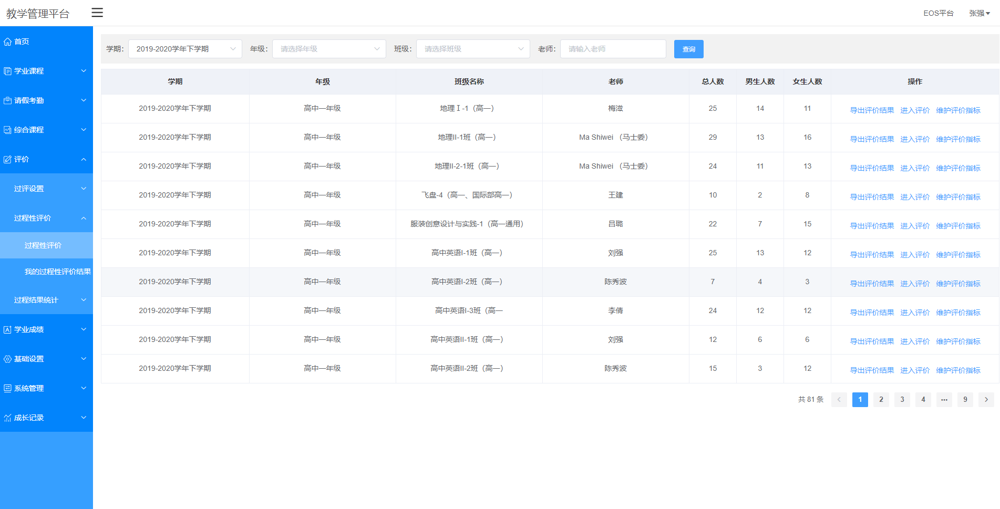 教学管理平台
EOS平台 张强
首页
学业课程
请假考勤
综合课程
评价
过评设置
过程性评价
过程性评价
我的过程性评价结果
过程结果统计
学业成绩
基础设置
系统管理
成长记录
学期： 2019-2020学年下学期 年级： 请选择年级 班级： 请选择班级 老师： 请输入老师 查询
学期 年级 班级名称 老师 总人数 男生人数 女生人数 操作
2019-2020学年下学期 高中一年级 地理Ⅰ-1（高一） 梅滋 25 14 11 导出评价结果 进入评价 维护评价指标
2019-2020学年下学期 高中一年级 地理II-1班（高一） Ma Shiwei （马士委） 29 13 16 导出评价结果 进入评价 维护评价指标
2019-2020学年下学期 高中一年级 地理II-2-1班（高一） Ma Shiwei （马士委） 24 11 13 导出评价结果 进入评价 维护评价指标
2019-2020学年下学期 高中一年级 飞盘-4（高一、国际部高一） 王建 10 2 8 导出评价结果 进入评价 维护评价指标
2019-2020学年下学期 高中一年级 服装创意设计与实践-1（高一通用） 吕璐 22 7 15 导出评价结果 进入评价 维护评价指标
2019-2020学年下学期 高中一年级 高中英语I-1班（高一） 刘强 25 13 12 导出评价结果 进入评价 维护评价指标
2019-2020学年下学期 高中一年级 高中英语I-2班（高一） 陈秀波 7 4 3 导出评价结果 进入评价 维护评价指标
2019-2020学年下学期 高中一年级 高中英语I-3班（高一 李倩 24 12 12 导出评价结果 进入评价 维护评价指标
2019-2020学年下学期 高中一年级 高中英语II-1班（高一） 刘强 12 6 6 导出评价结果 进入评价 维护评价指标
2019-2020学年下学期 高中一年级 高中英语II-2班（高一） 陈秀波 15 3 12 导出评价结果 进入评价 维护评价指标
共 81 条 1 2 3 4 ··· 9